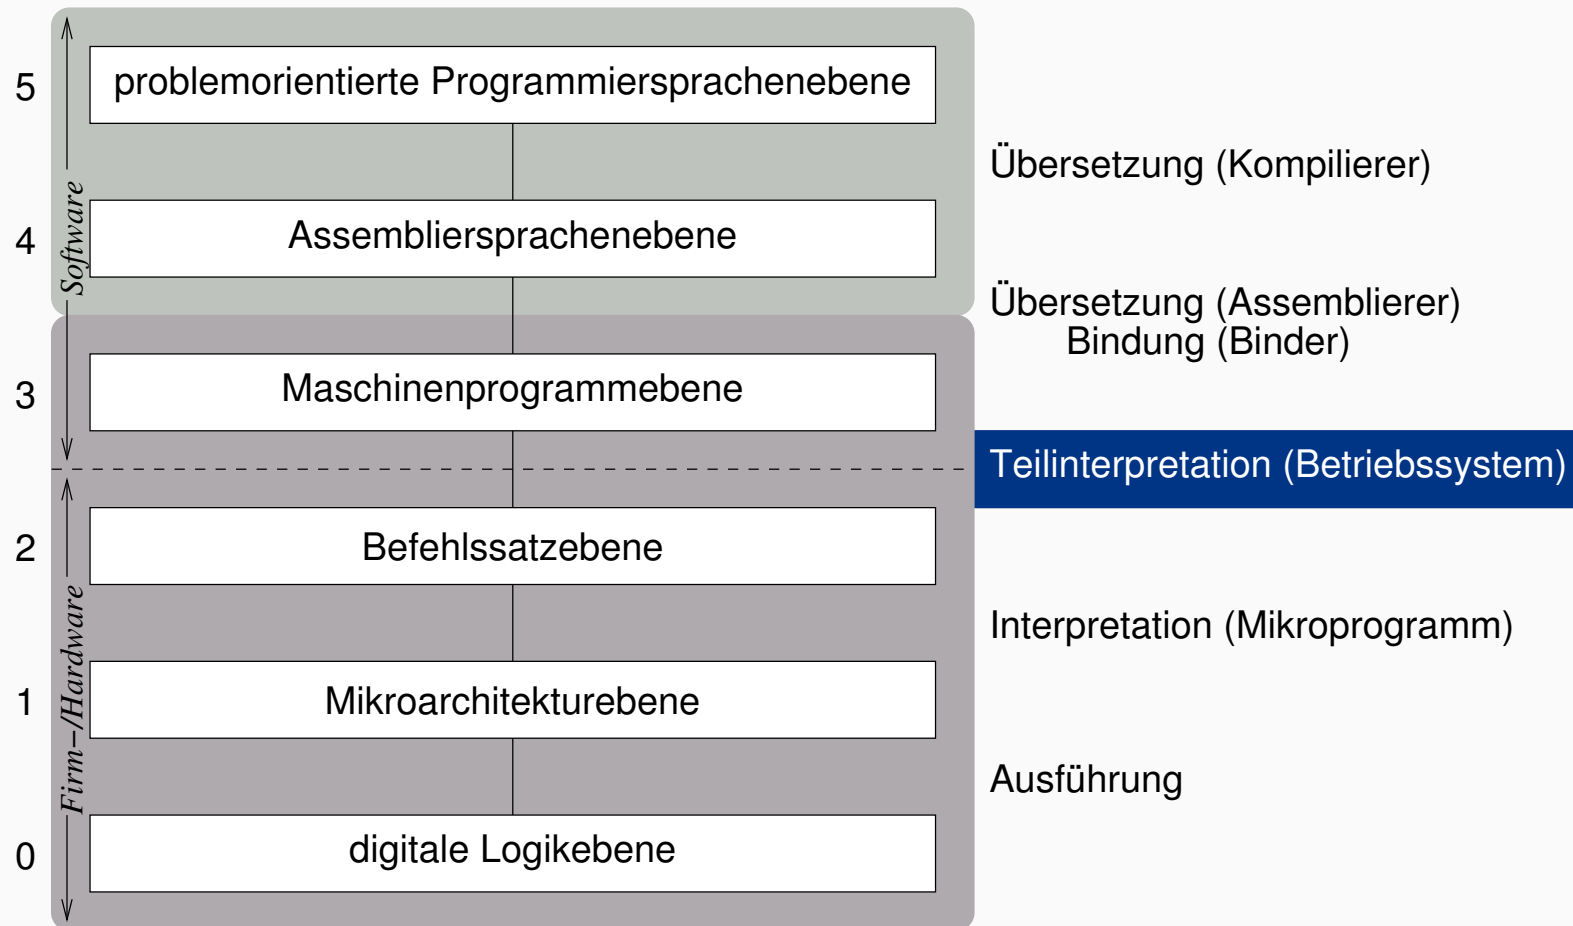 5
problemorientierte Programmiersprachenebene
Übersetzung (Kompilierer)
Software
4
Assembliersprachenebene
Übersetzung (Assemblierer)
Bindung (Binder)
3
Maschinenprogrammebene
Teilinterpretation (Betriebssystem)
2
Befehlssatzebene
Interpretation (Mikroprogramm)
Firm−/Hardware
1
Mikroarchitekturebene
Ausführung
0
digitale Logikebene